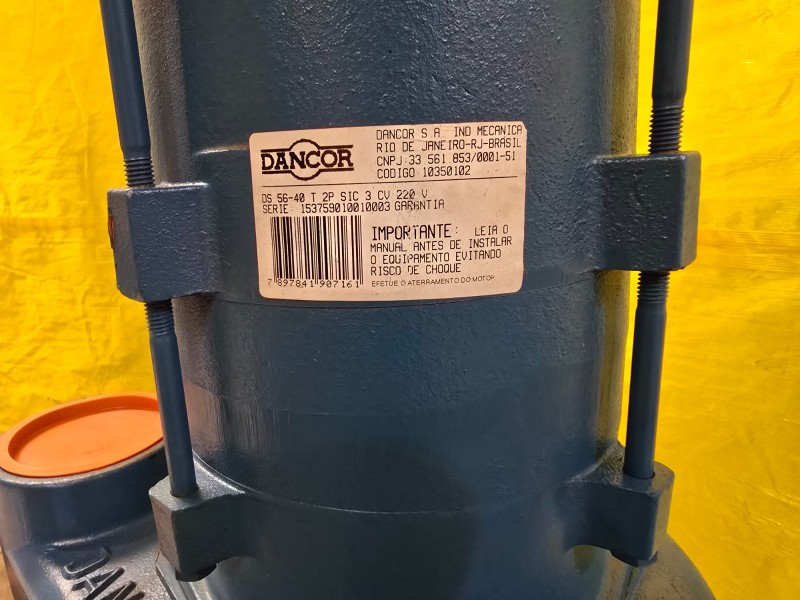 DANCOR
DANCOR S.A. IND MECANICA
RIO DE JANEIRO-RJ-BRASIL
CNPJ 33 561 853/0001-51
CODIGO 10350102
DS 56-40 T 2P SIC 3 CV 220 V
SERIE 153759010010003 GARANTIA
IMPORTANTE: LEIA O
MANUAL ANTES DE INSTALAR
O EQUIPAMENTO EVITANDO
RISCO DE CHOQUE
7 897841 907161
EFETUE O ATERRAMENTO DO MOTOR
DAN